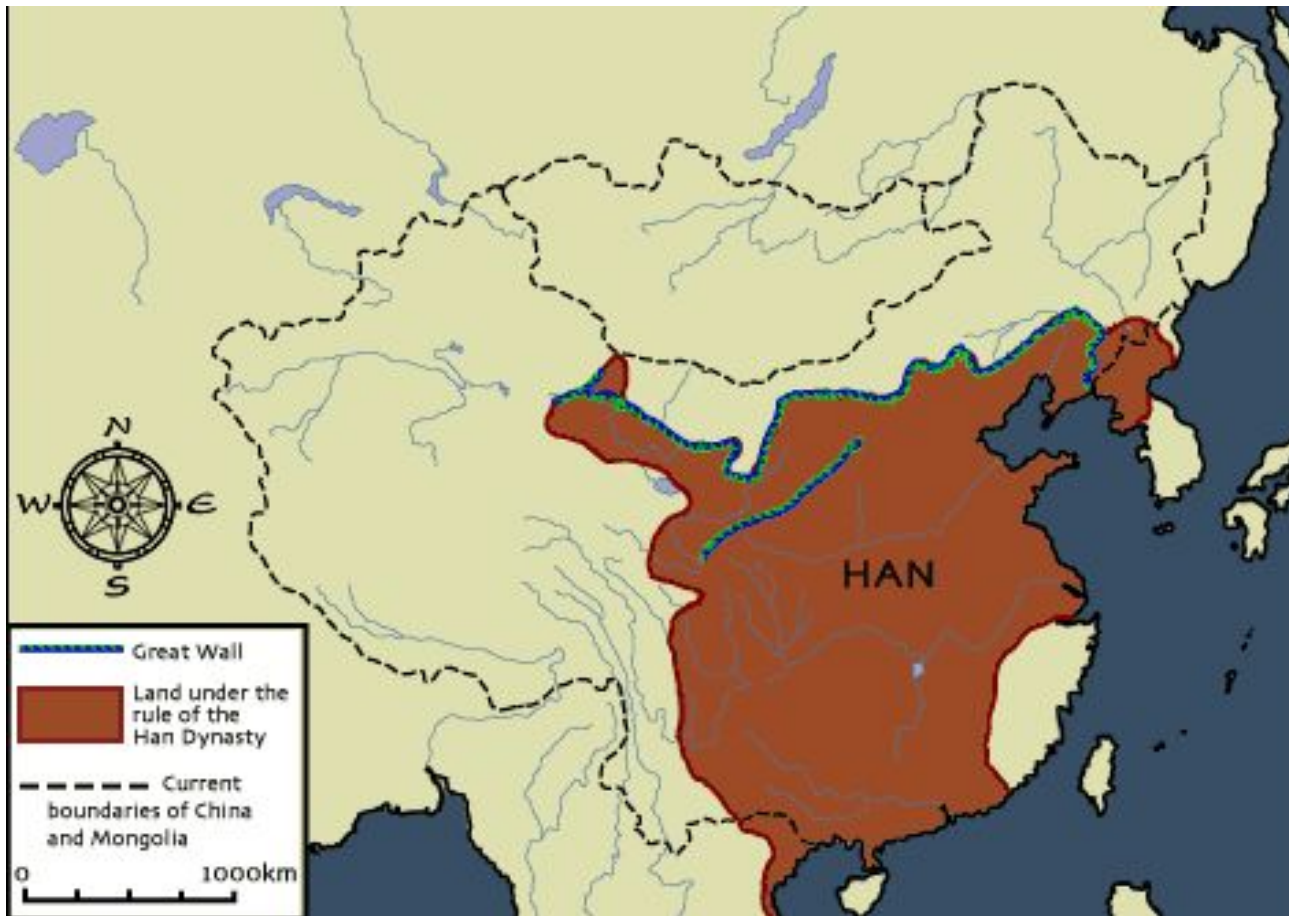 N
W
E
S
HAN
Great Wall
Land under the
rule of the
Han Dynasty
Current
boundaries of China
and Mongolia
0 1000km